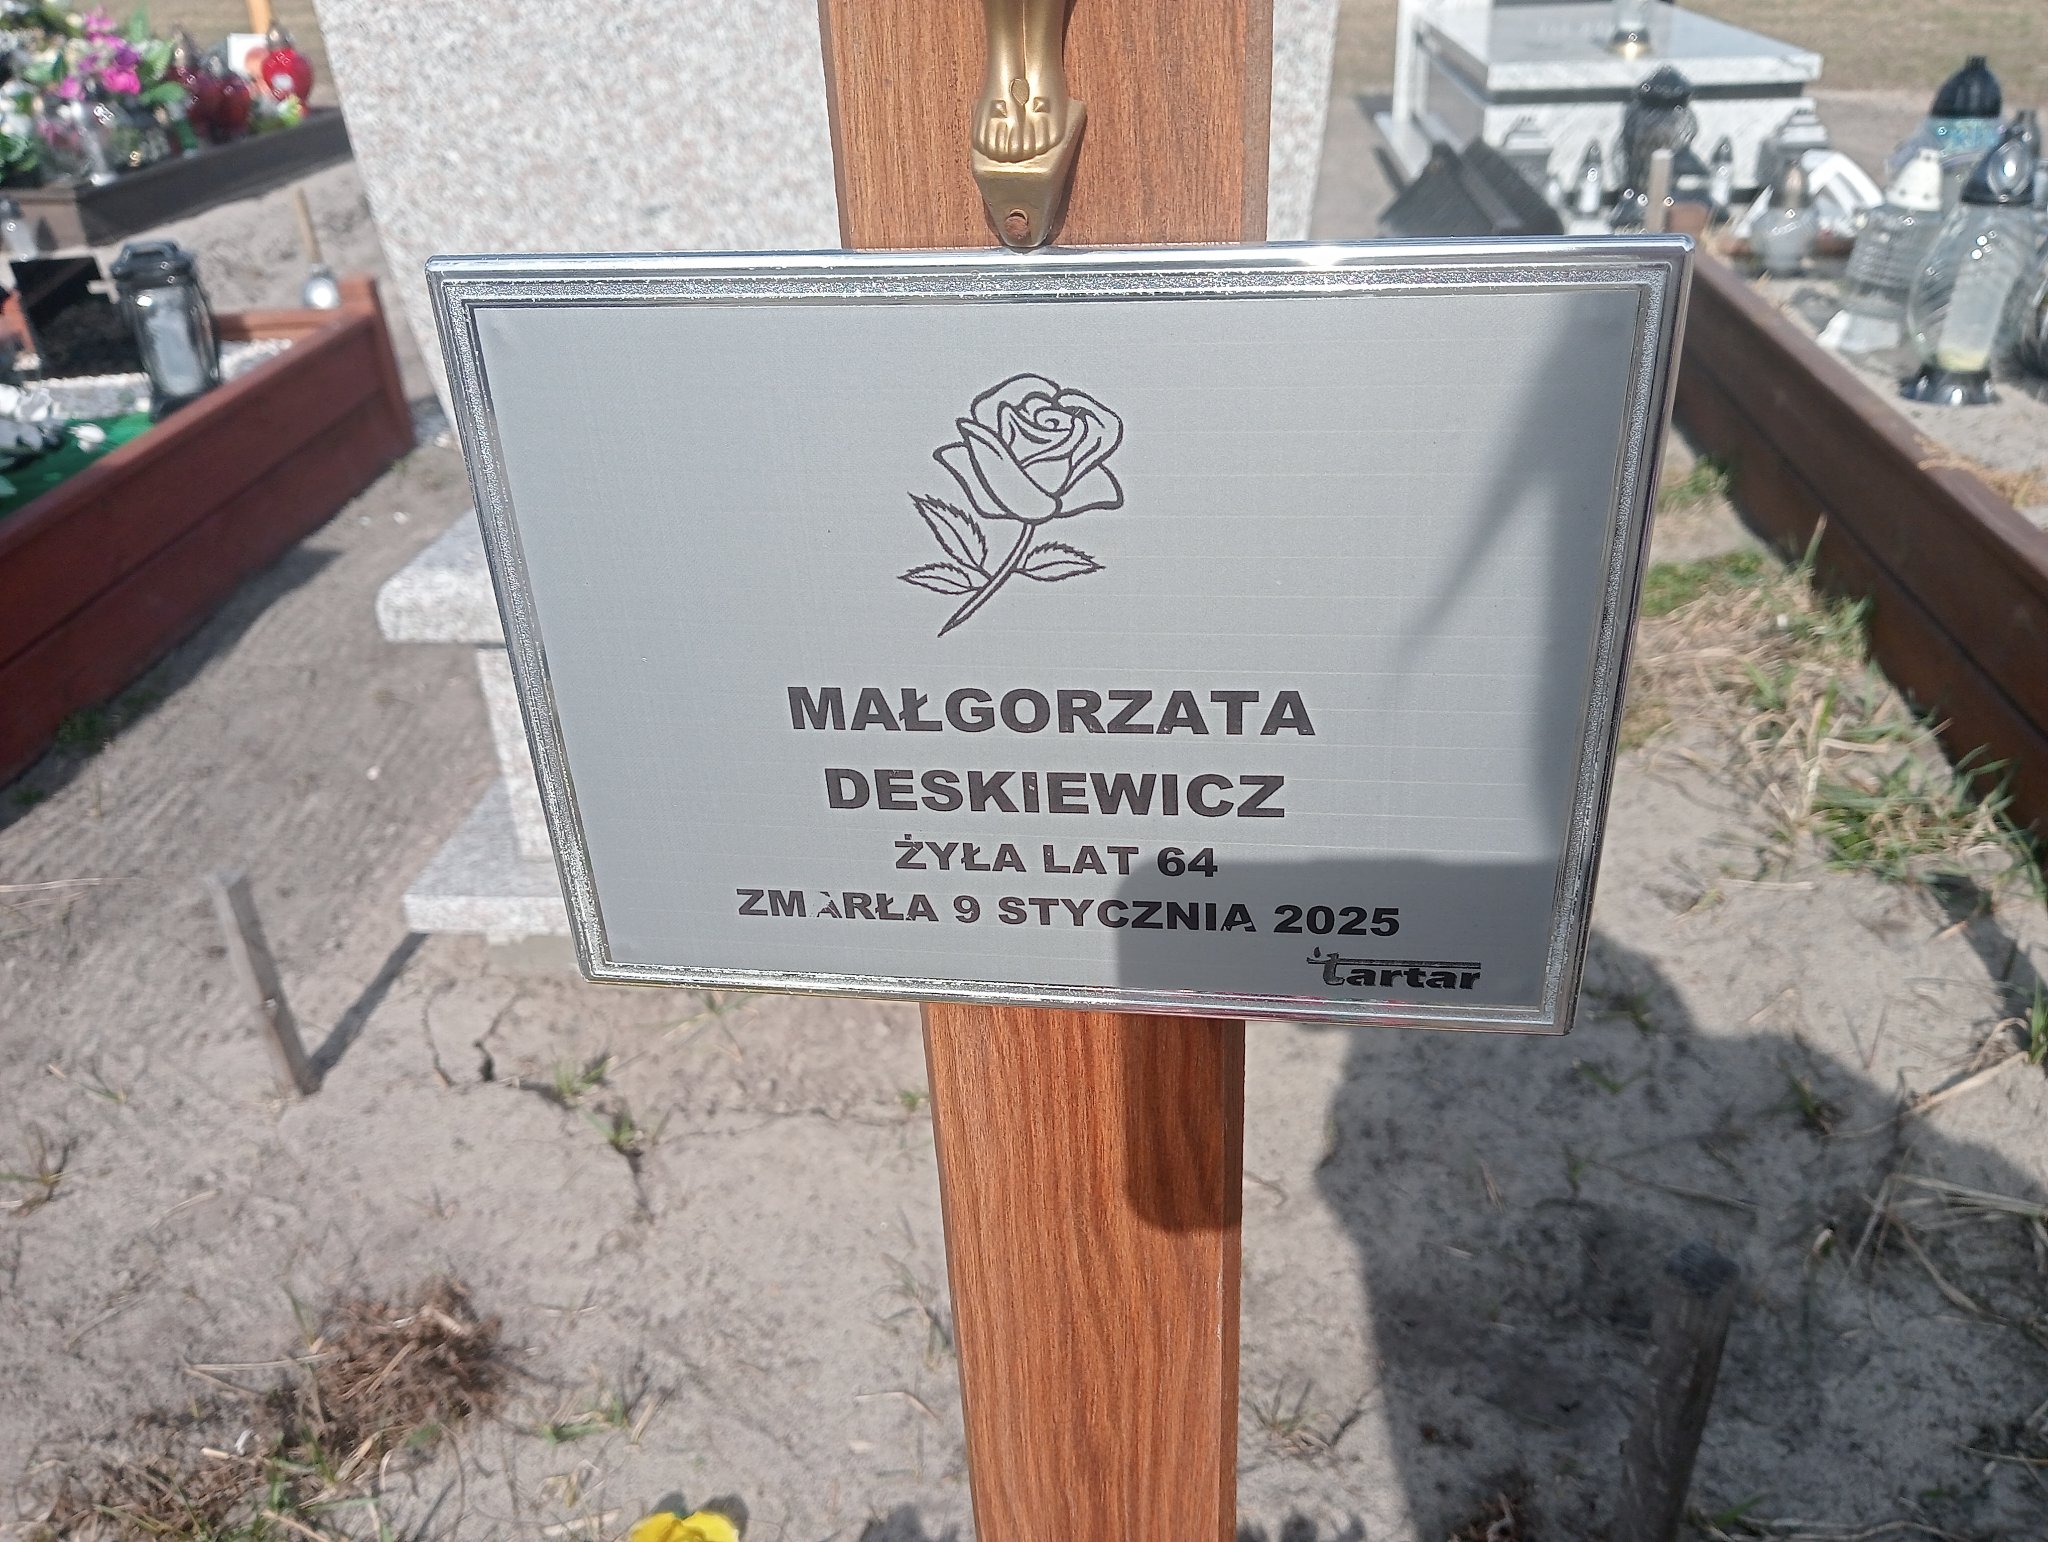 MAŁGORZATA
DESKIEWICZ
ŻYŁA LAT 64
ZMARŁA 9 STYCZNIA 2025
tartar